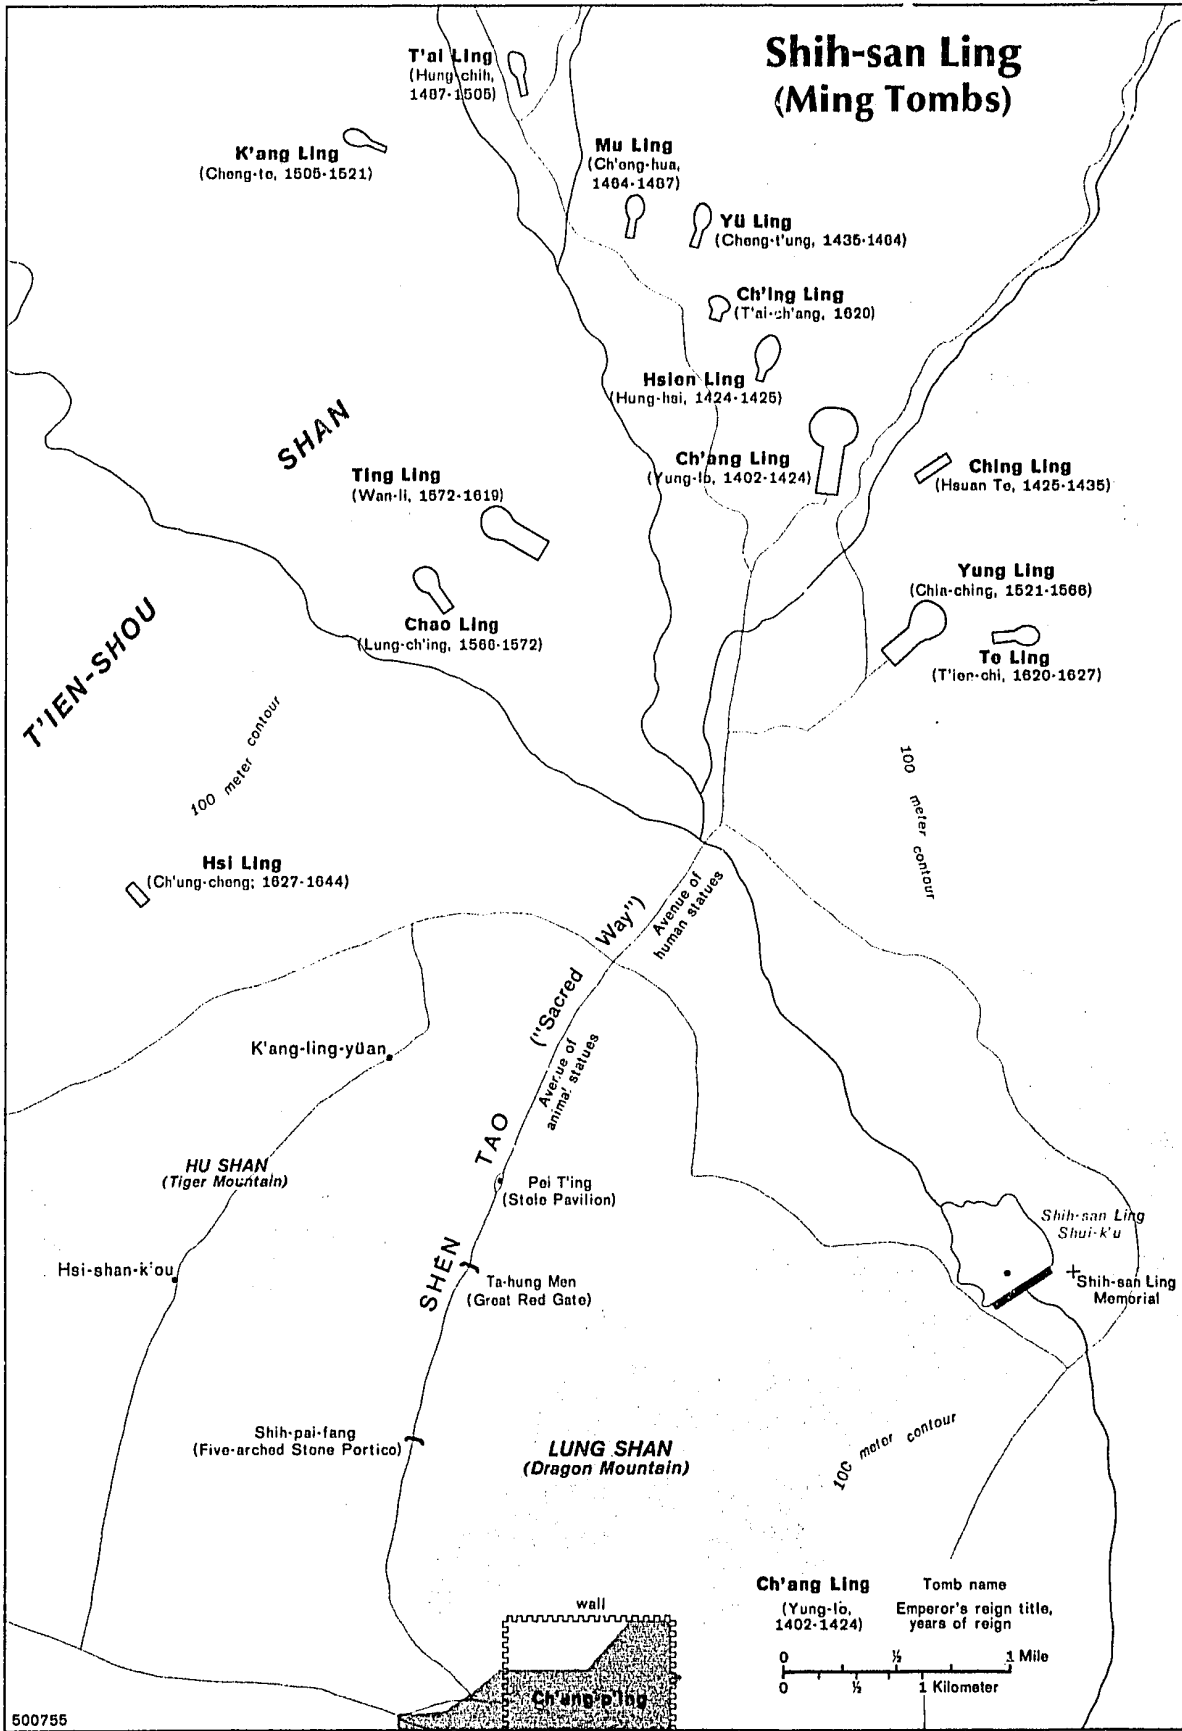 Shih-san Ling
(Ming Tombs)
T'ai Ling
(Hung-chih,
1487-1505)
K'ang Ling
(Cheng-te, 1505-1521)
Mu Ling
(Ch'eng-hua,
1464-1487)
Yü Ling
(Cheng-t'ung, 1435-1464)
Ch'ing Ling
(T'ai-ch'ang, 1620)
Hsien Ling
(Hung-hsi, 1424-1425)
SHAN
Ch'ang Ling
(Yung-lo, 1402-1424)
Ching Ling
(Hsuan Te, 1425-1435)
Ting Ling
(Wan-li, 1572-1619)
Yung Ling
(Chia-ching, 1521-1566)
Chao Ling
(Lung-ch'ing, 1566-1572)
Te Ling
(T'ien-chi, 1620-1627)
T'IEN-SHOU
100 meter contour
100 meter contour
Hsi Ling
(Ch'ung-cheng; 1627-1644)
Avenue of
human statues
("Sacred Way")
Avenue of
animal statues
K'ang-ling-yüan
SHEN TAO
HU SHAN
(Tiger Mountain)
Pei T'ing
(Stele Pavilion)
Shih-san Ling
Shui-k'u
Hsi-shan-k'ou
Ta-hung Men
(Great Red Gate)
Shih-san Ling
Memorial
Shih-pai-fang
(Five-arched Stone Portico)
LUNG SHAN
(Dragon Mountain)
100 meter contour
Ch'ang Ling
(Yung-lo,
1402-1424)
Tomb name
Emperor's reign title,
years of reign
wall
0 ½ 1 Mile
0 ½ 1 Kilometer
Ch'ang-p'ing
500755